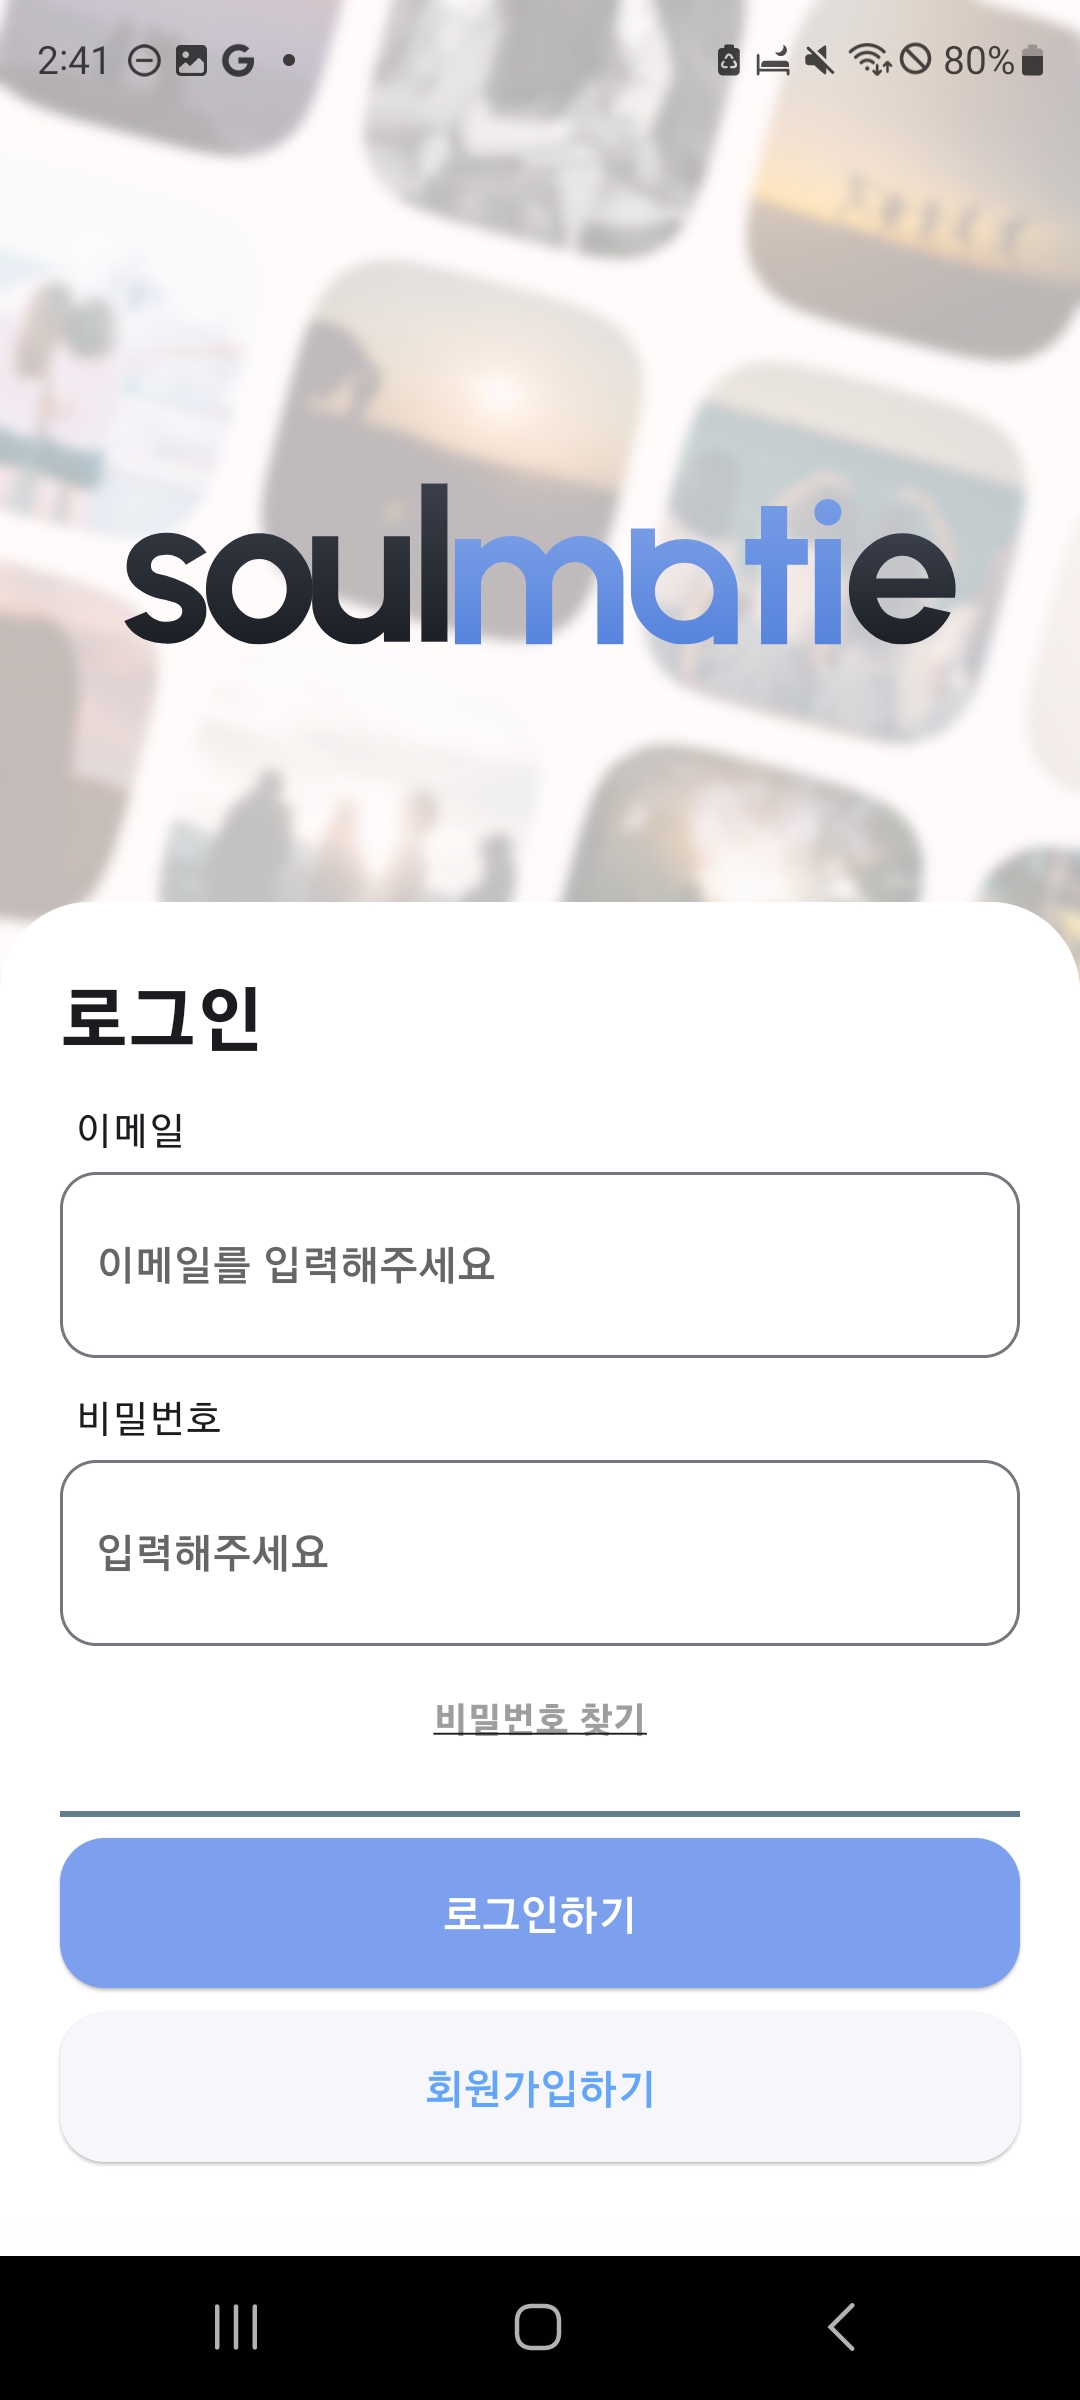 2:41
80%
soulmatie
로그인
이메일
이메일를 입력해주세요
비밀번호
입력해주세요
비밀번호 찾기
로그인하기
회원가입하기